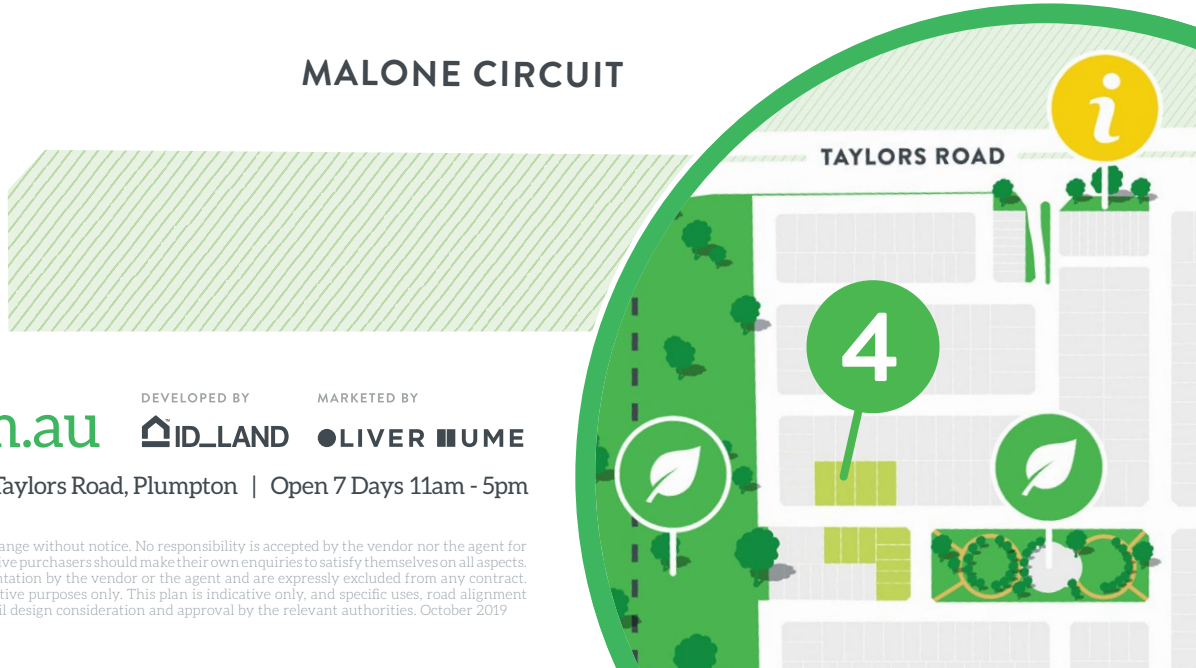 MALONE CIRCUIT
i
TAYLORS ROAD
4
DEVELOPED BY
MARKETED BY
.au
ID_LAND
OLIVER HUME
Taylors Road, Plumpton | Open 7 Days 11am - 5pm
ange without notice. No responsibility is accepted by the vendor nor the agent for
ive purchasers should make their own enquiries to satisfy themselves on all aspects.
ntation by the vendor or the agent and are expressly excluded from any contract.
tive purposes only. This plan is indicative only, and specific uses, road alignment
il design consideration and approval by the relevant authorities. October 2019